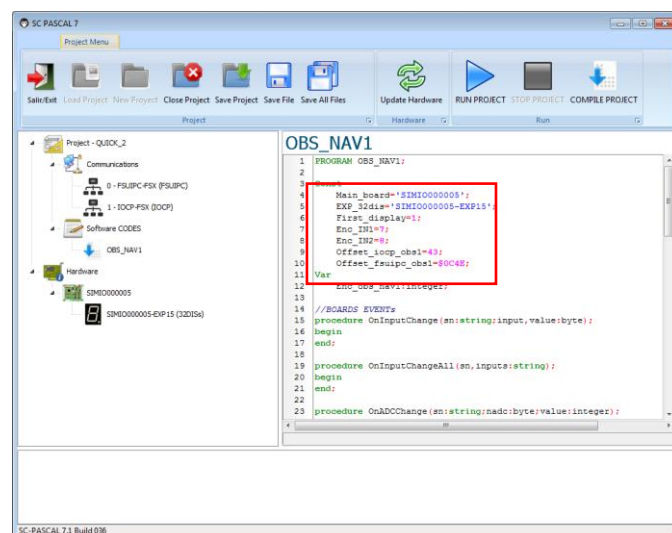 SC PASCAL 7
Project Menu
Salir/Exit Load Project New Proyect Close Project Save Project Save File Save All Files Update Hardware RUN PROJECT STOP PROJECT COMPILE PROJECT
Project Hardware Run
Project - QUICK_2
Communications
0 - FSUIPC-FSX (FSUIPC)
1 - IOCP-FSX (IOCP)
Software CODES
OBS_NAV1
Hardware
SIMIO000005
SIMIO000005-EXP15 (32DISs)
OBS_NAV1
1 PROGRAM OBS_NAV1;
2
3 Const
4 Main_board='SIMIO000005';
5 EXP_32dis='SIMIO000005-EXP15';
6 First_display=1;
7 Enc_IN1=7;
8 Enc_IN2=8;
9 Offset_iocp_obs1=43;
10 Offset_fsuipc_obs1=$0C4E;
11 Var
12 Enc_obs_nav1:integer;
13
14 //BOARDS EVENTs
15 procedure OnInputChange(sn:string;input,value:byte);
16 begin
17 end;
18
19 procedure OnInputChangeAll(sn,inputs:string);
20 begin
21 end;
22
23 procedure OnADCChange(sn:string;nadc:byte;value:integer);
SC-PASCAL 7.1 Build 036